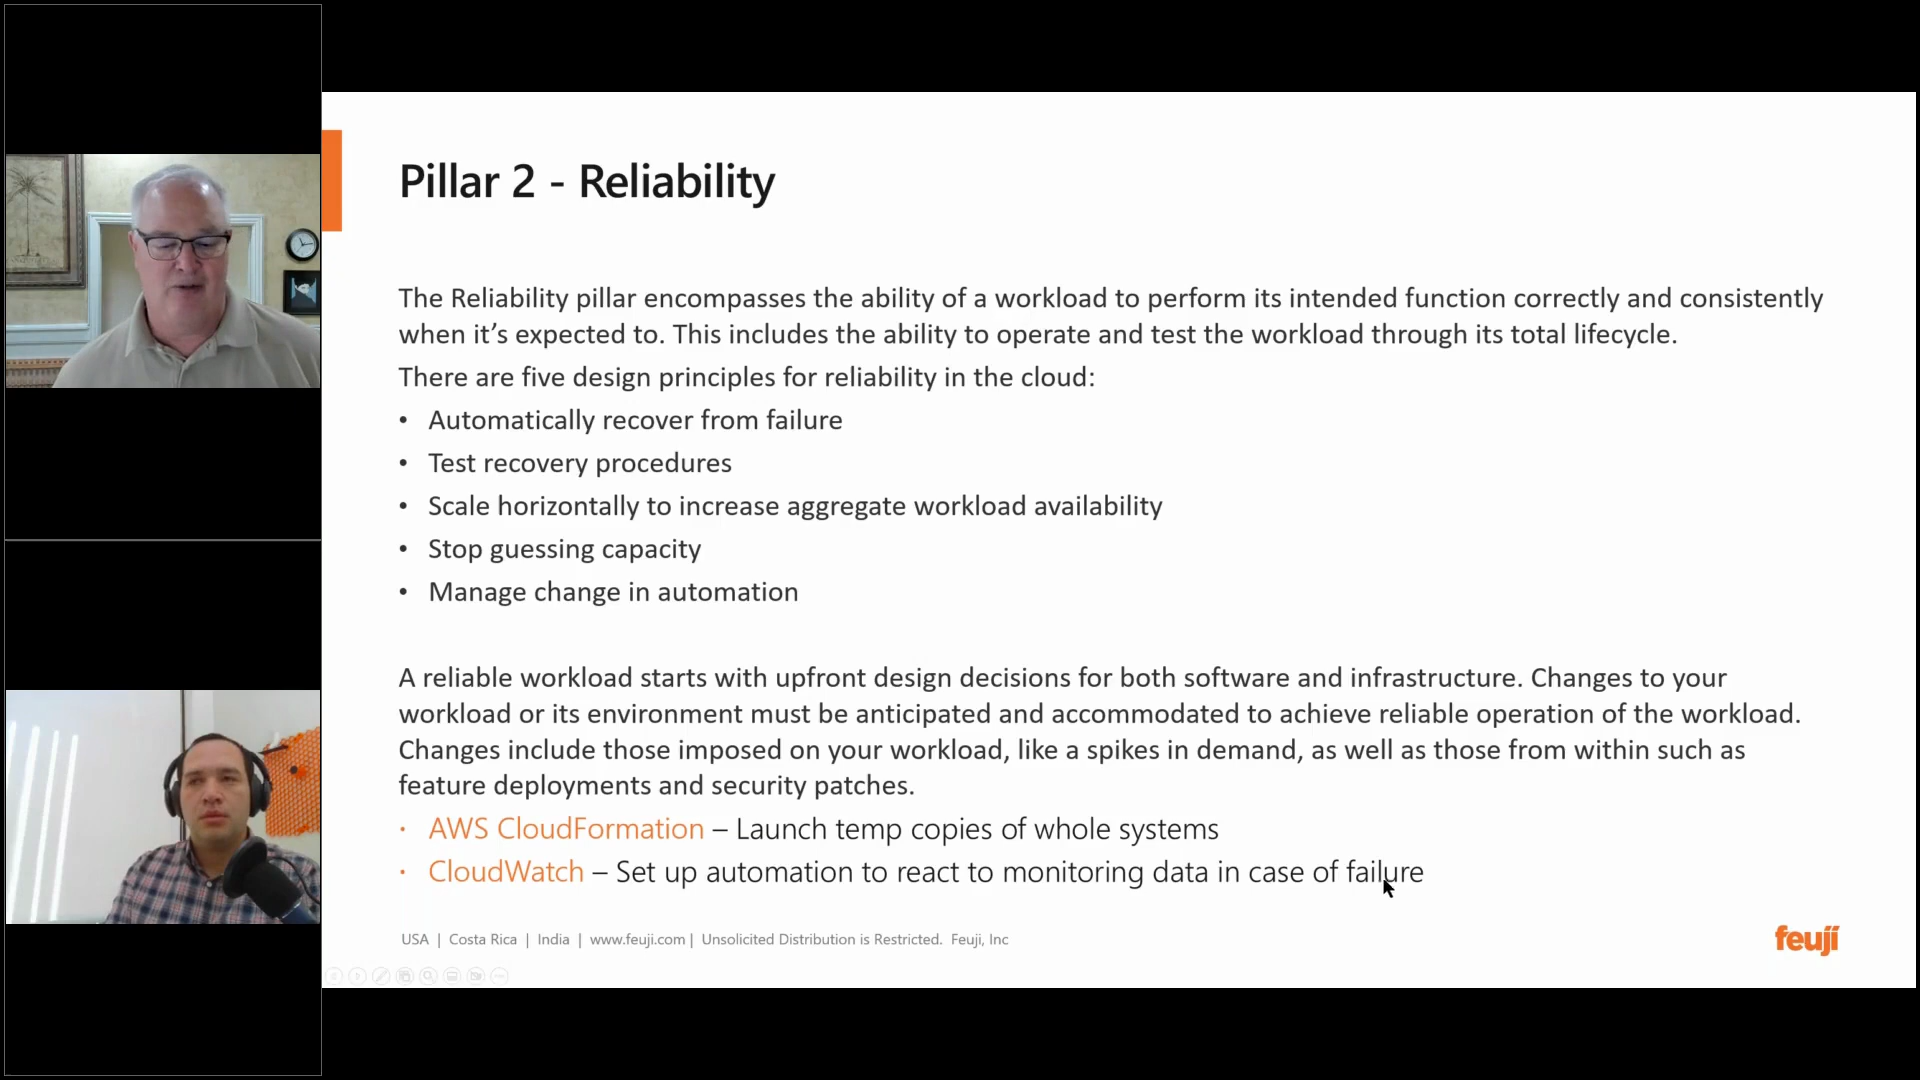 Pillar 2 - Reliability
The Reliability pillar encompasses the ability of a workload to perform its intended function correctly and consistently
when it’s expected to. This includes the ability to operate and test the workload through its total lifecycle.
There are five design principles for reliability in the cloud:
• Automatically recover from failure
• Test recovery procedures
• Scale horizontally to increase aggregate workload availability
• Stop guessing capacity
• Manage change in automation
A reliable workload starts with upfront design decisions for both software and infrastructure. Changes to your
workload or its environment must be anticipated and accommodated to achieve reliable operation of the workload.
Changes include those imposed on your workload, like a spikes in demand, as well as those from within such as
feature deployments and security patches.
• AWS CloudFormation – Launch temp copies of whole systems
• CloudWatch – Set up automation to react to monitoring data in case of failure
USA | Costa Rica | India | www.feuji.com | Unsolicited Distribution is Restricted. Feuji, Inc
feuji